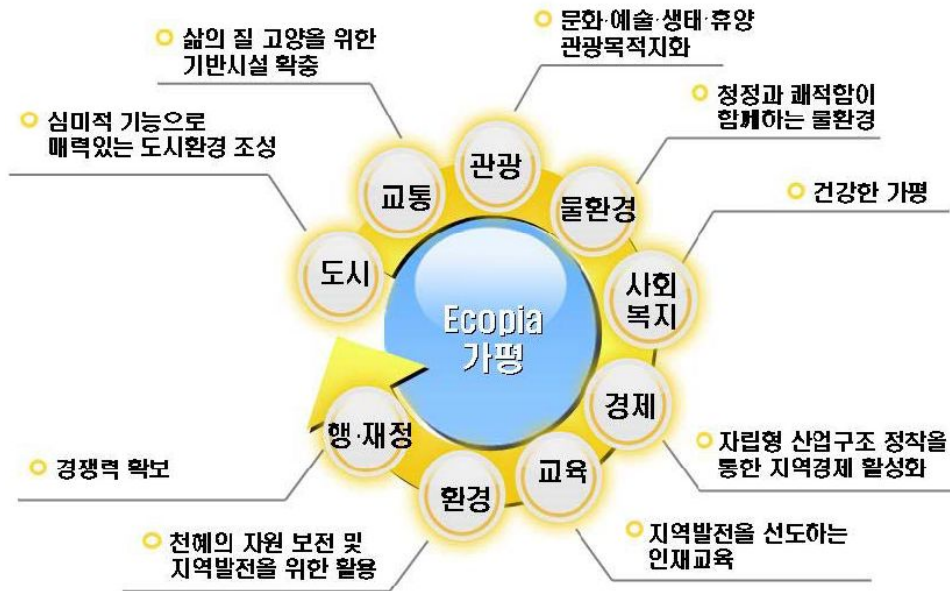 삶의 질 고양을 위한
기반시설 확충
문화·예술·생태·휴양
관광목적지화
심미적 기능으로
매력있는 도시환경 조성
청정과 쾌적함이
함께하는 물환경
건강한 가평
관광
교통
물환경
도시
사회
복지
Ecopia
가평
경제
행·재정
교육
환경
경쟁력 확보
자립형 산업구조 정착을
통한 지역경제 활성화
천혜의 자원 보전 및
지역발전을 위한 활용
지역발전을 선도하는
인재교육